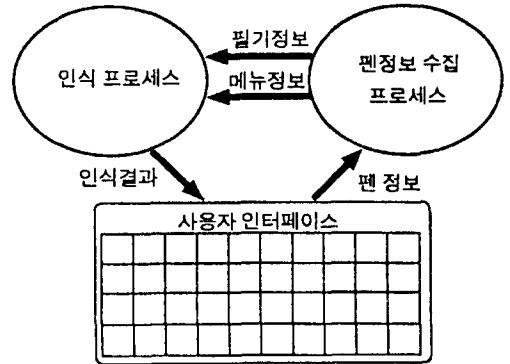 인식 프로세스
필기정보
메뉴정보
펜정보 수집
프로세스
인식결과
펜 정보
사용자 인터페이스